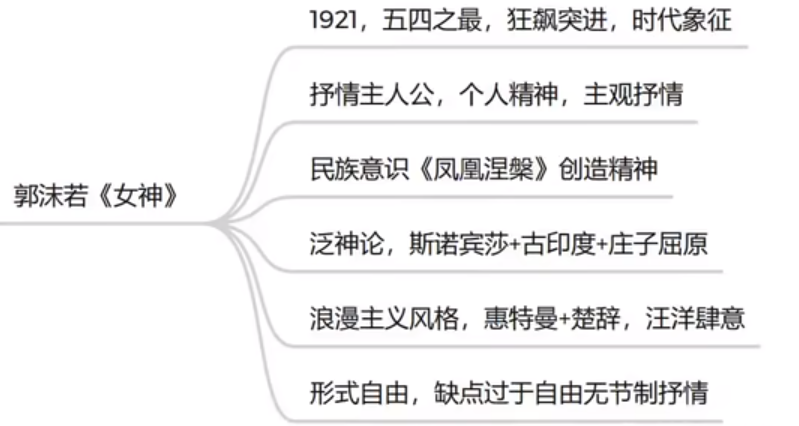 郭沫若《女神》
1921，五四之最，狂飙突进，时代象征
抒情主人公，个人精神，主观抒情
民族意识《凤凰涅槃》创造精神
泛神论，斯诺宾莎+古印度+庄子屈原
浪漫主义风格，惠特曼+楚辞，汪洋肆意
形式自由，缺点过于自由无节制抒情